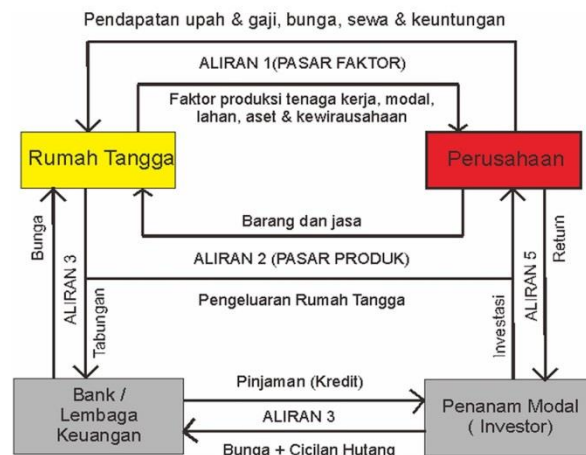 Pendapatan upah & gaji, bunga, sewa & keuntungan
ALIRAN 1(PASAR FAKTOR)
Faktor produksi tenaga kerja, modal,
lahan, aset & kewirausahaan
Rumah Tangga
Perusahaan
Barang dan jasa
Bunga
ALIRAN 3
Tabungan
ALIRAN 2 (PASAR PRODUK)
Pengeluaran Rumah Tangga
Investasi
ALIRAN 5
Return
Bank /
Lembaga
Keuangan
Pinjaman (Kredit)
ALIRAN 3
Bunga + Cicilan Hutang
Penanam Modal
( Investor)